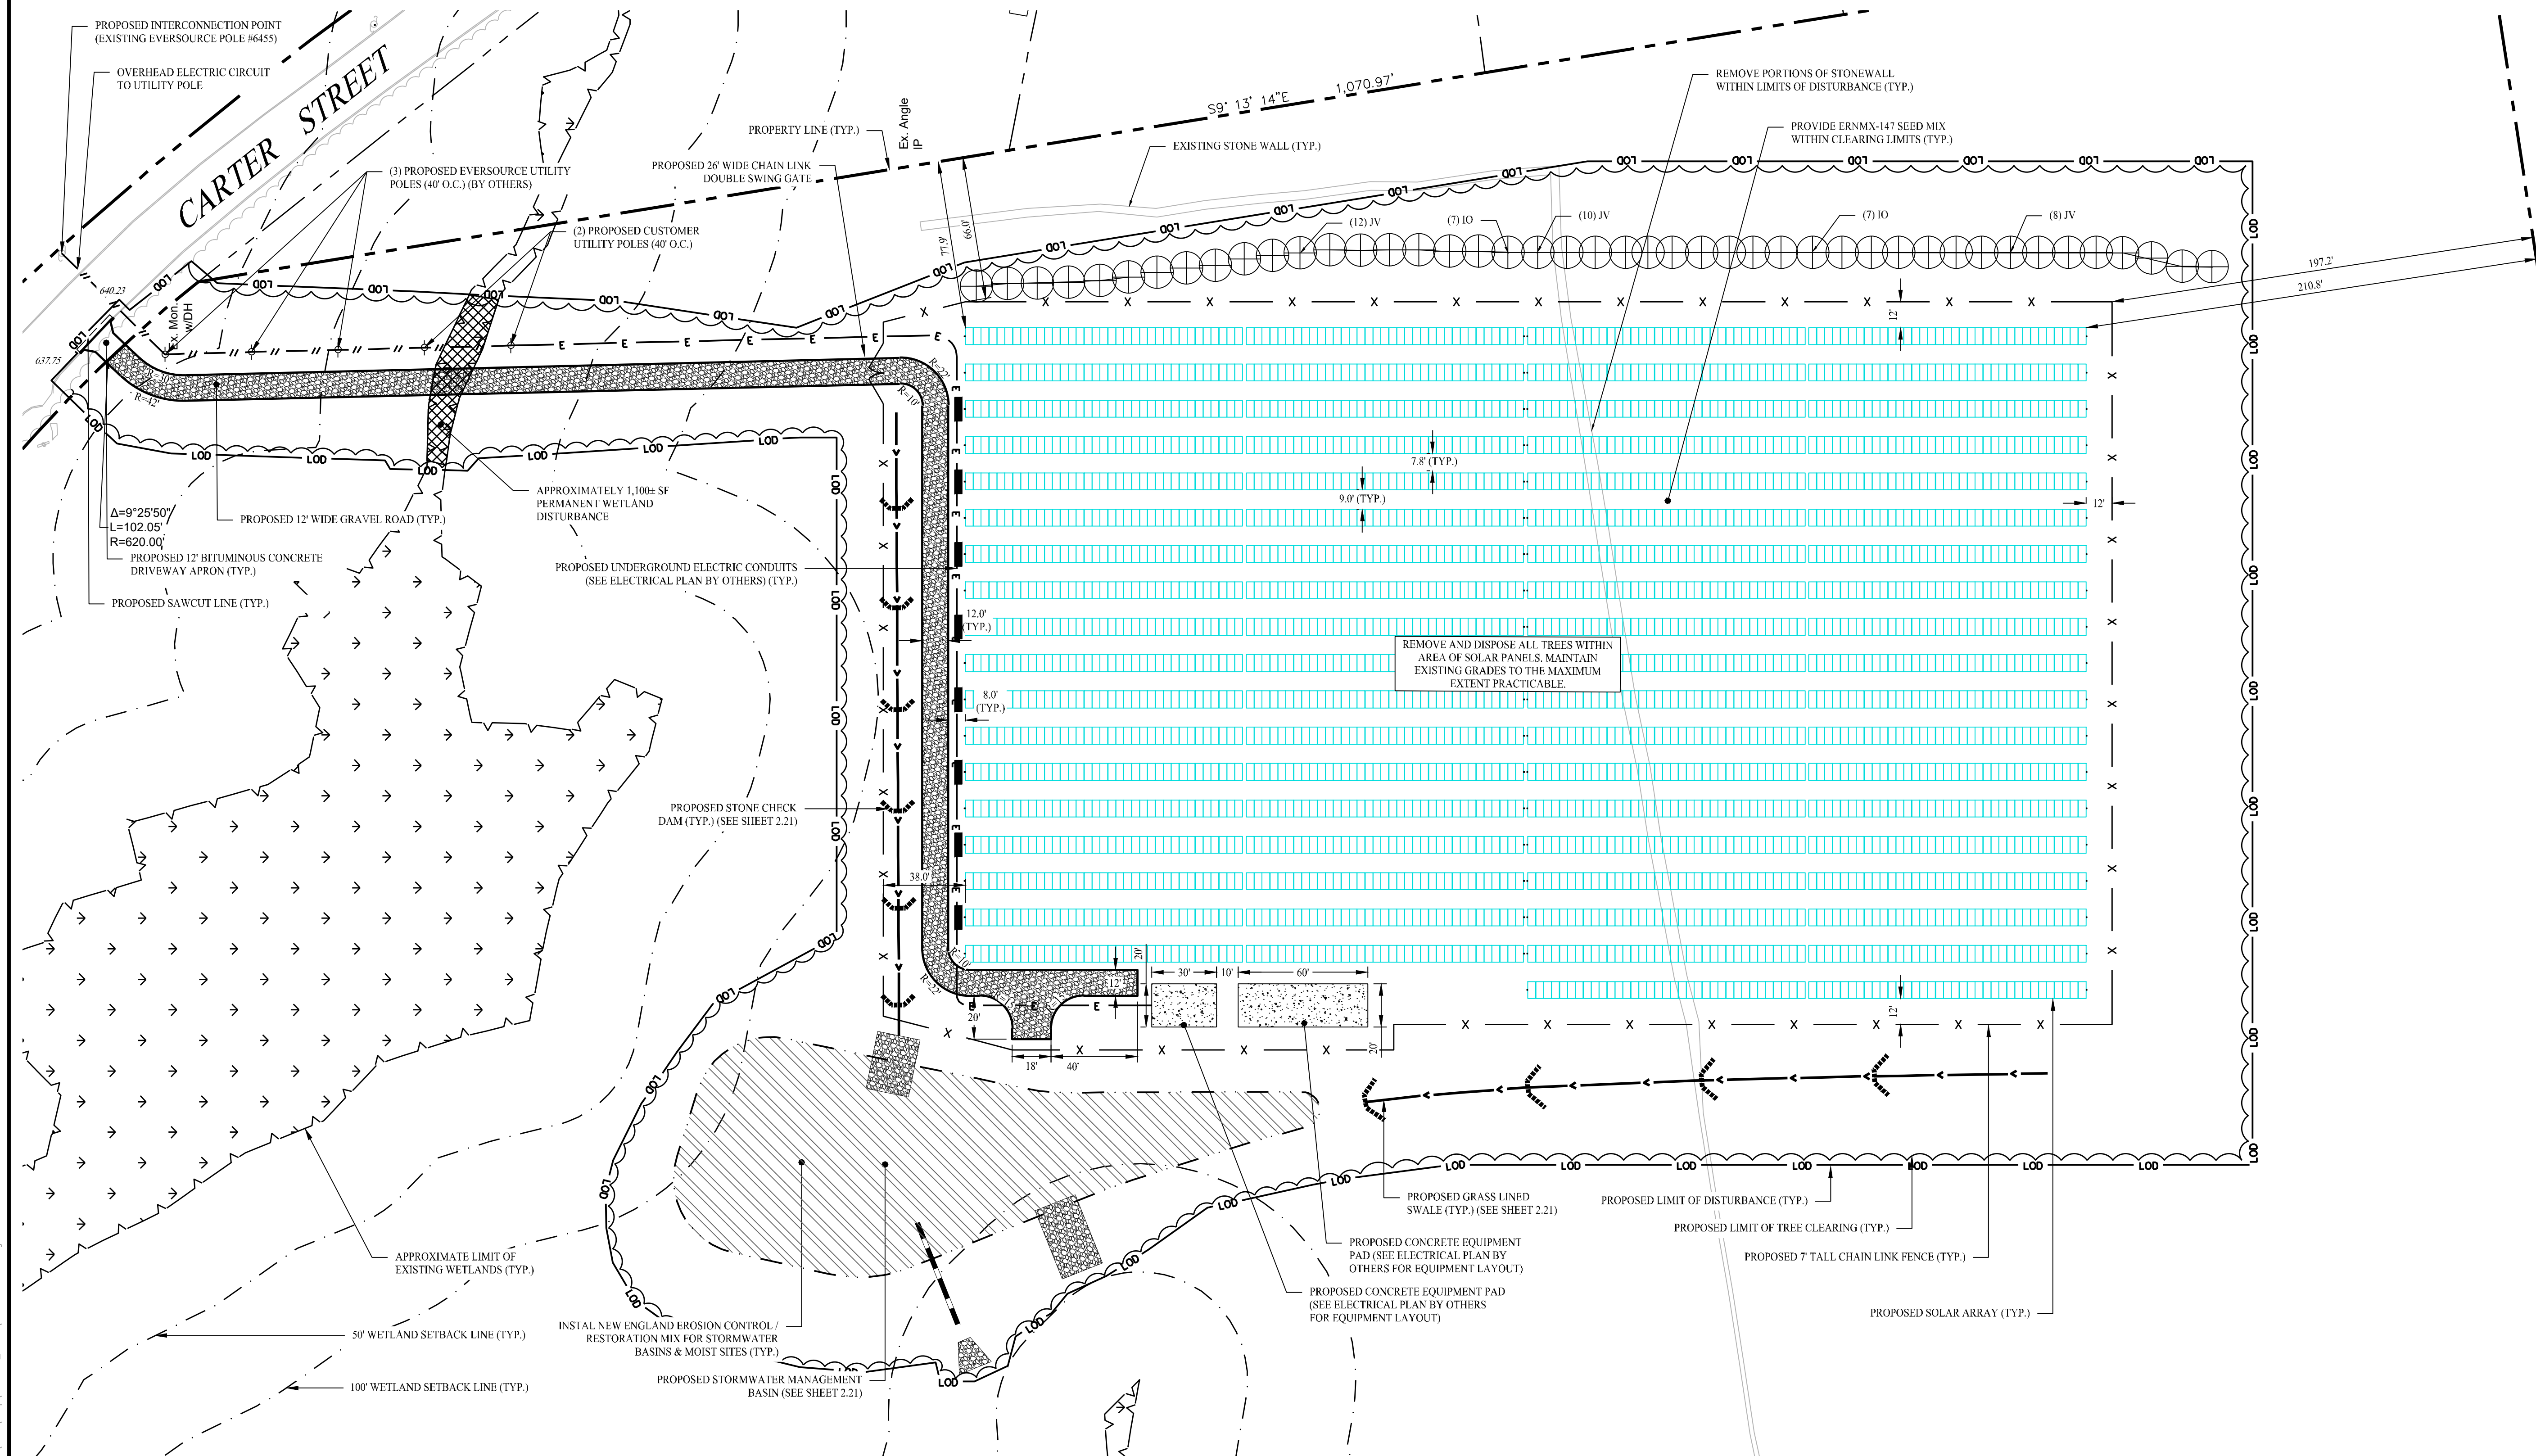 PROPOSED INTERCONNECTION POINT
(EXISTING EVERSOURCE POLE #6455)
OVERHEAD ELECTRIC CIRCUIT
TO UTILITY POLE
CARTER STREET
(3) PROPOSED EVERSOURCE UTILITY
POLES (40' O.C.) (BY OTHERS)
PROPERTY LINE (TYP.)
Ex. Angle
IP
PROPOSED 26' WIDE CHAIN LINK
DOUBLE SWING GATE
(2) PROPOSED CUSTOMER
UTILITY POLES (40' O.C.)
S9° 13' 14"E
1,070.97'
EXISTING STONE WALL (TYP.)
REMOVE PORTIONS OF STONEWALL
WITHIN LIMITS OF DISTURBANCE (TYP.)
PROVIDE ERNMX-147 SEED MIX
WITHIN CLEARING LIMITS (TYP.)
(12) JV
(7) IO
(10) JV
(7) IO
(8) JV
77.9'
66.0'
197.2'
210.8'
12'
640.23
637.75
Ex. Mon.
w/DH
R=30'
R=42'
R=22'
R=10'
Δ=9°25'50"
L=102.05'
R=620.00'
PROPOSED 12' WIDE GRAVEL ROAD (TYP.)
PROPOSED 12' BITUMINOUS CONCRETE
DRIVEWAY APRON (TYP.)
PROPOSED SAWCUT LINE (TYP.)
APPROXIMATELY 1,100± SF
PERMANENT WETLAND
DISTURBANCE
PROPOSED UNDERGROUND ELECTRIC CONDUITS
(SEE ELECTRICAL PLAN BY OTHERS) (TYP.)
7.8' (TYP.)
9.0' (TYP.)
12'
12.0'
(TYP.)
8.0'
(TYP.)
REMOVE AND DISPOSE ALL TREES WITHIN
AREA OF SOLAR PANELS. MAINTAIN
EXISTING GRADES TO THE MAXIMUM
EXTENT PRACTICABLE.
PROPOSED STONE CHECK
DAM (TYP.) (SEE SHEET 2.21)
38.0'
R=10'
R=22'
20'
12'
20'
30'
10'
60'
20'
18'
40'
12'
LOD
X
E
PROPOSED GRASS LINED
SWALE (TYP.) (SEE SHEET 2.21)
PROPOSED LIMIT OF DISTURBANCE (TYP.)
PROPOSED LIMIT OF TREE CLEARING (TYP.)
PROPOSED 7' TALL CHAIN LINK FENCE (TYP.)
PROPOSED SOLAR ARRAY (TYP.)
PROPOSED CONCRETE EQUIPMENT
PAD (SEE ELECTRICAL PLAN BY
OTHERS FOR EQUIPMENT LAYOUT)
PROPOSED CONCRETE EQUIPMENT PAD
(SEE ELECTRICAL PLAN BY OTHERS
FOR EQUIPMENT LAYOUT)
APPROXIMATE LIMIT OF
EXISTING WETLANDS (TYP.)
50' WETLAND SETBACK LINE (TYP.)
100' WETLAND SETBACK LINE (TYP.)
INSTAL NEW ENGLAND EROSION CONTROL /
RESTORATION MIX FOR STORMWATER
BASINS & MOIST SITES (TYP.)
PROPOSED STORMWATER MANAGEMENT
BASIN (SEE SHEET 2.21)